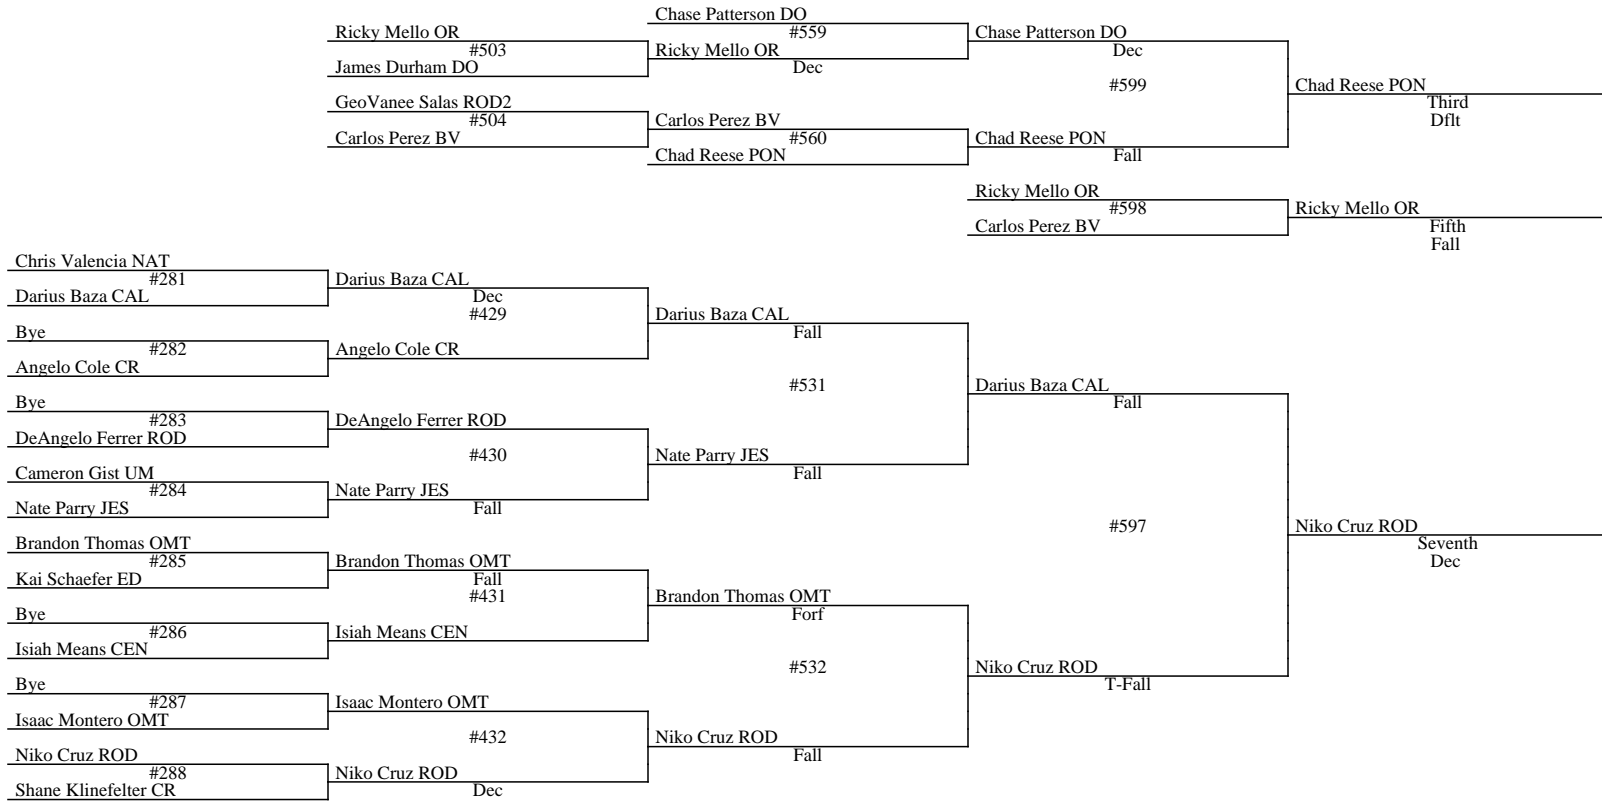 Chase Patterson DO
Ricky Mello OR
#559
Chase Patterson DO
#503
Ricky Mello OR
Dec
James Durham DO
Dec
#599
Chad Reese PON
GeoVanee Salas ROD2
Third
#504
Carlos Perez BV
Dflt
Carlos Perez BV
#560
Chad Reese PON
Chad Reese PON
Fall
Ricky Mello OR
#598
Ricky Mello OR
Carlos Perez BV
Fifth
Fall
Chris Valencia NAT
#281
Darius Baza CAL
Darius Baza CAL
Dec
#429
Darius Baza CAL
Bye
Fall
#282
Angelo Cole CR
Angelo Cole CR
#531
Darius Baza CAL
Bye
Fall
#283
DeAngelo Ferrer ROD
DeAngelo Ferrer ROD
#430
Nate Parry JES
Cameron Gist UM
Fall
#284
Nate Parry JES
Nate Parry JES
Fall
#597
Niko Cruz ROD
Brandon Thomas OMT
Seventh
#285
Brandon Thomas OMT
Dec
Kai Schaefer ED
Fall
#431
Brandon Thomas OMT
Bye
Forf
#286
Isiah Means CEN
Isiah Means CEN
#532
Niko Cruz ROD
Bye
T-Fall
#287
Isaac Montero OMT
Isaac Montero OMT
#432
Niko Cruz ROD
Niko Cruz ROD
Fall
#288
Niko Cruz ROD
Shane Klinefelter CR
Dec